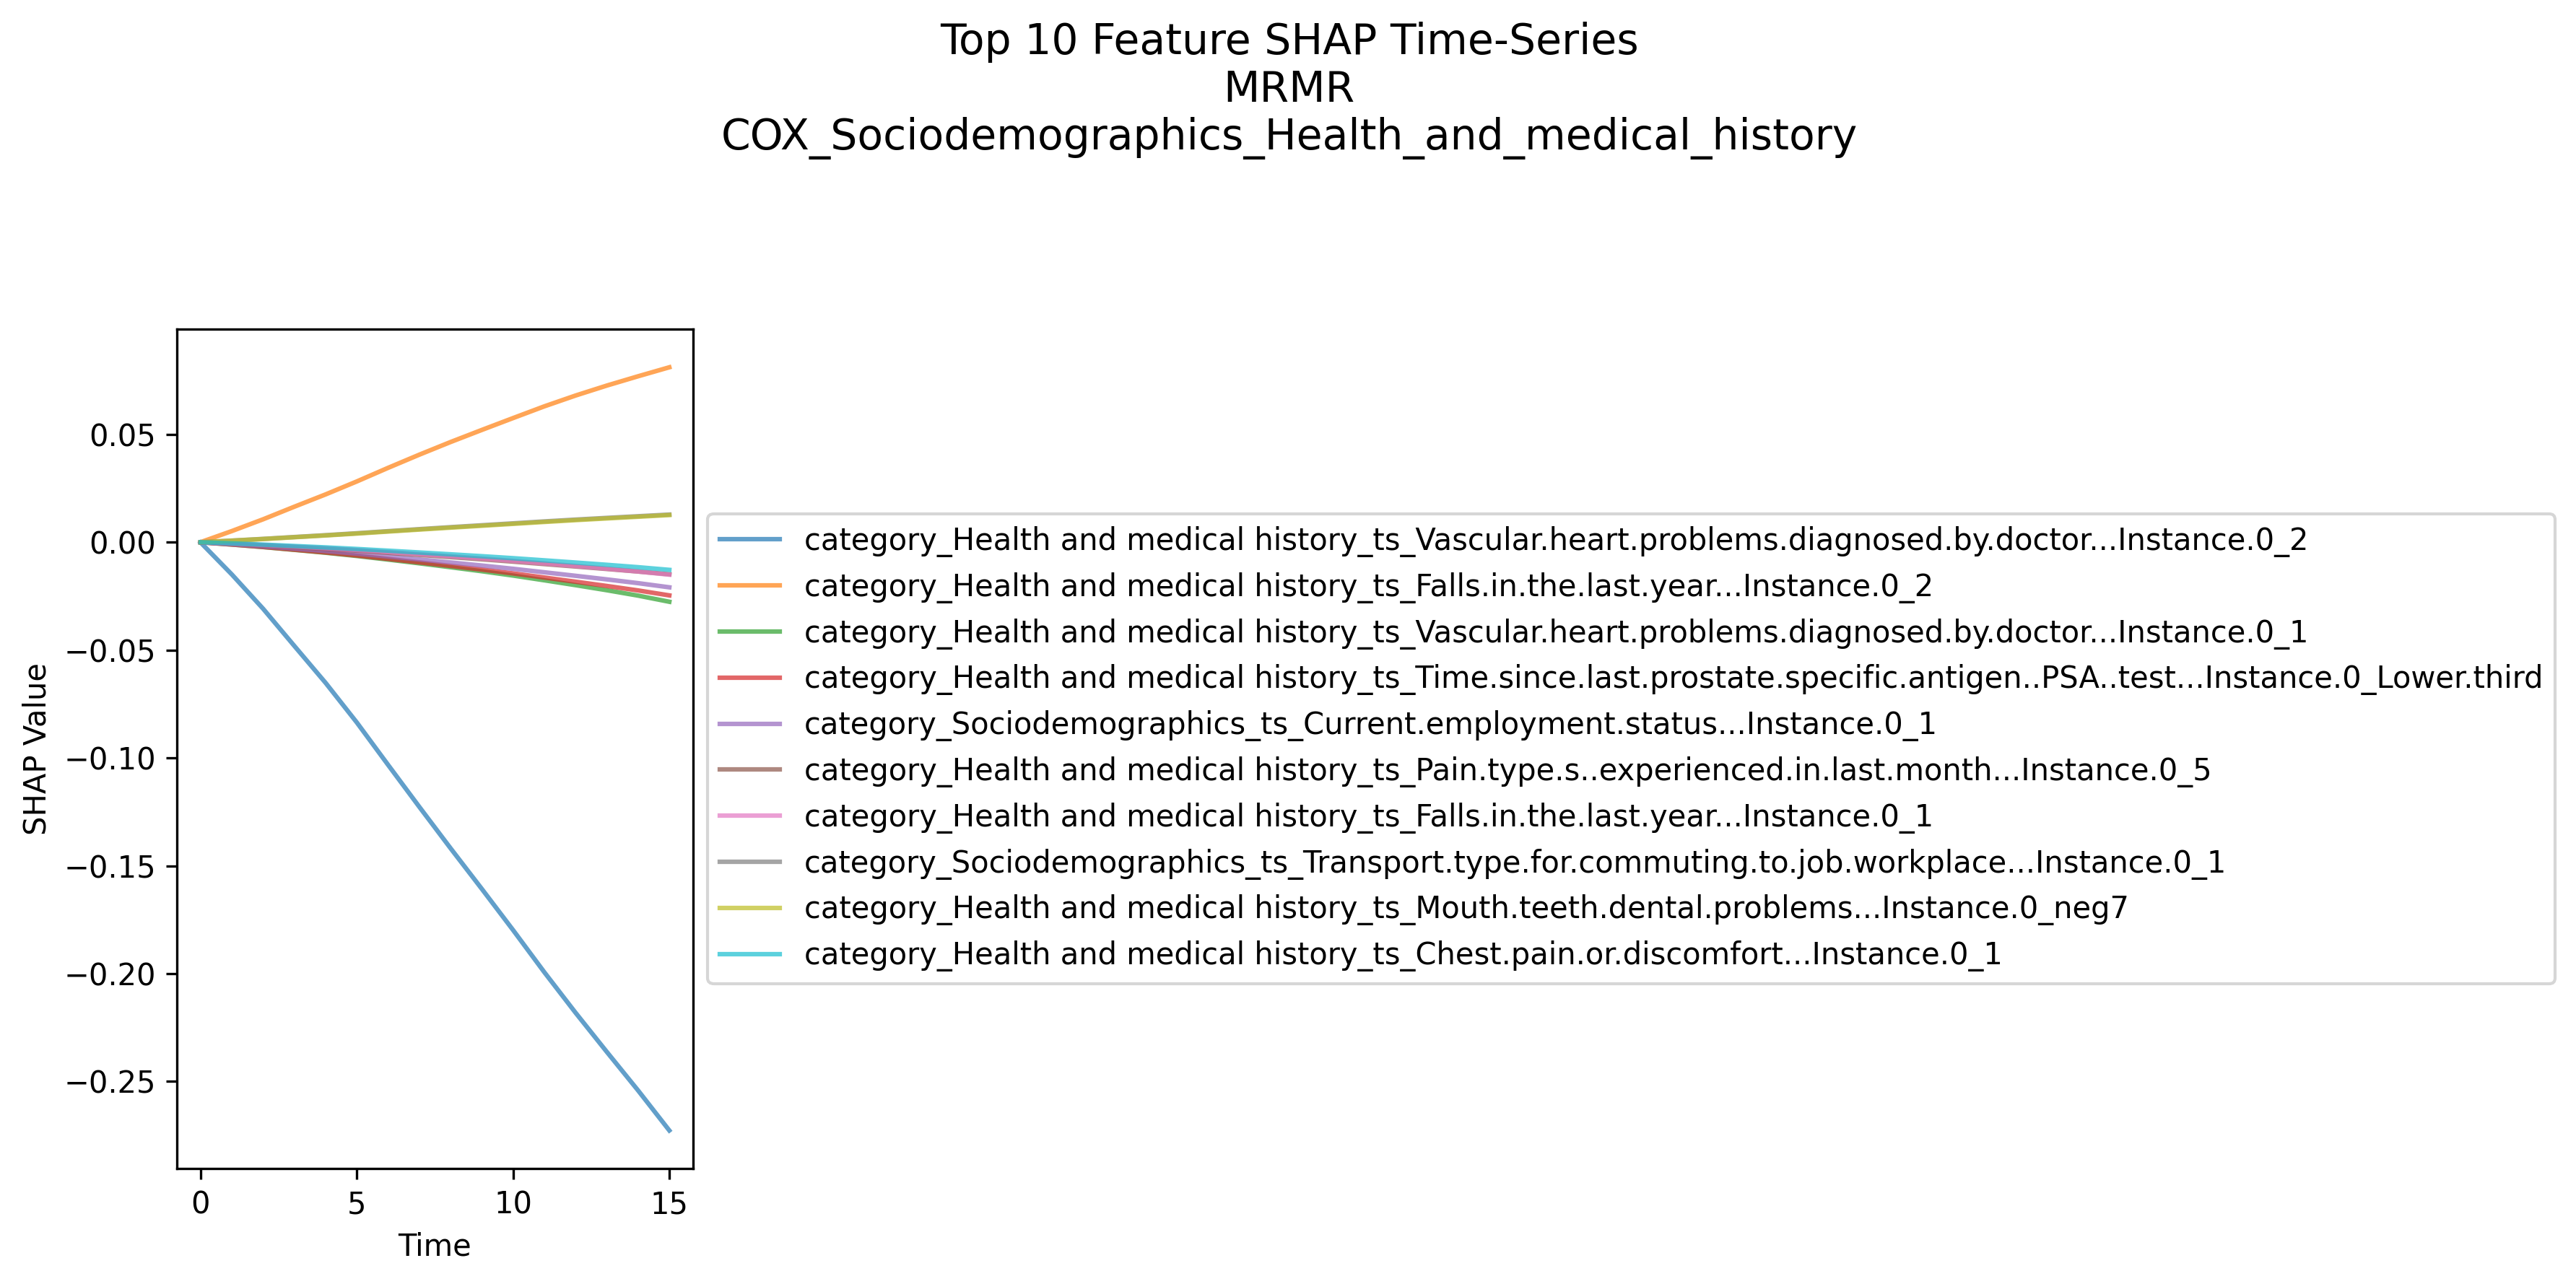 Top 10 Feature SHAP Time-Series
MRMR
COX_Sociodemographics_Health_and_medical_history
SHAP Value
0.05
0.00
−0.05
−0.10
−0.15
−0.20
−0.25
0 5 10 15
Time
category_Health and medical history_ts_Vascular.heart.problems.diagnosed.by.doctor...Instance.0_2
category_Health and medical history_ts_Falls.in.the.last.year...Instance.0_2
category_Health and medical history_ts_Vascular.heart.problems.diagnosed.by.doctor...Instance.0_1
category_Health and medical history_ts_Time.since.last.prostate.specific.antigen..PSA..test...Instance.0_Lower.third
category_Sociodemographics_ts_Current.employment.status...Instance.0_1
category_Health and medical history_ts_Pain.type.s..experienced.in.last.month...Instance.0_5
category_Health and medical history_ts_Falls.in.the.last.year...Instance.0_1
category_Sociodemographics_ts_Transport.type.for.commuting.to.job.workplace...Instance.0_1
category_Health and medical history_ts_Mouth.teeth.dental.problems...Instance.0_neg7
category_Health and medical history_ts_Chest.pain.or.discomfort...Instance.0_1